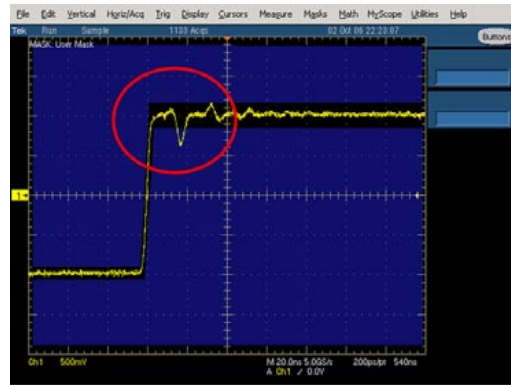 File Edit Vertical Horiz/Acq Trig Display Cursors Measure Masks Math MyScope Utilities Help
Tek Run Sample 1133 Acqs 02 Oct 06 22:20:07
Buttons
MASK: User Mask
1
Ch1 500mV M 20.0ns 5.0GS/s 200ps/pt 540ns
A Ch1 / 0.0V